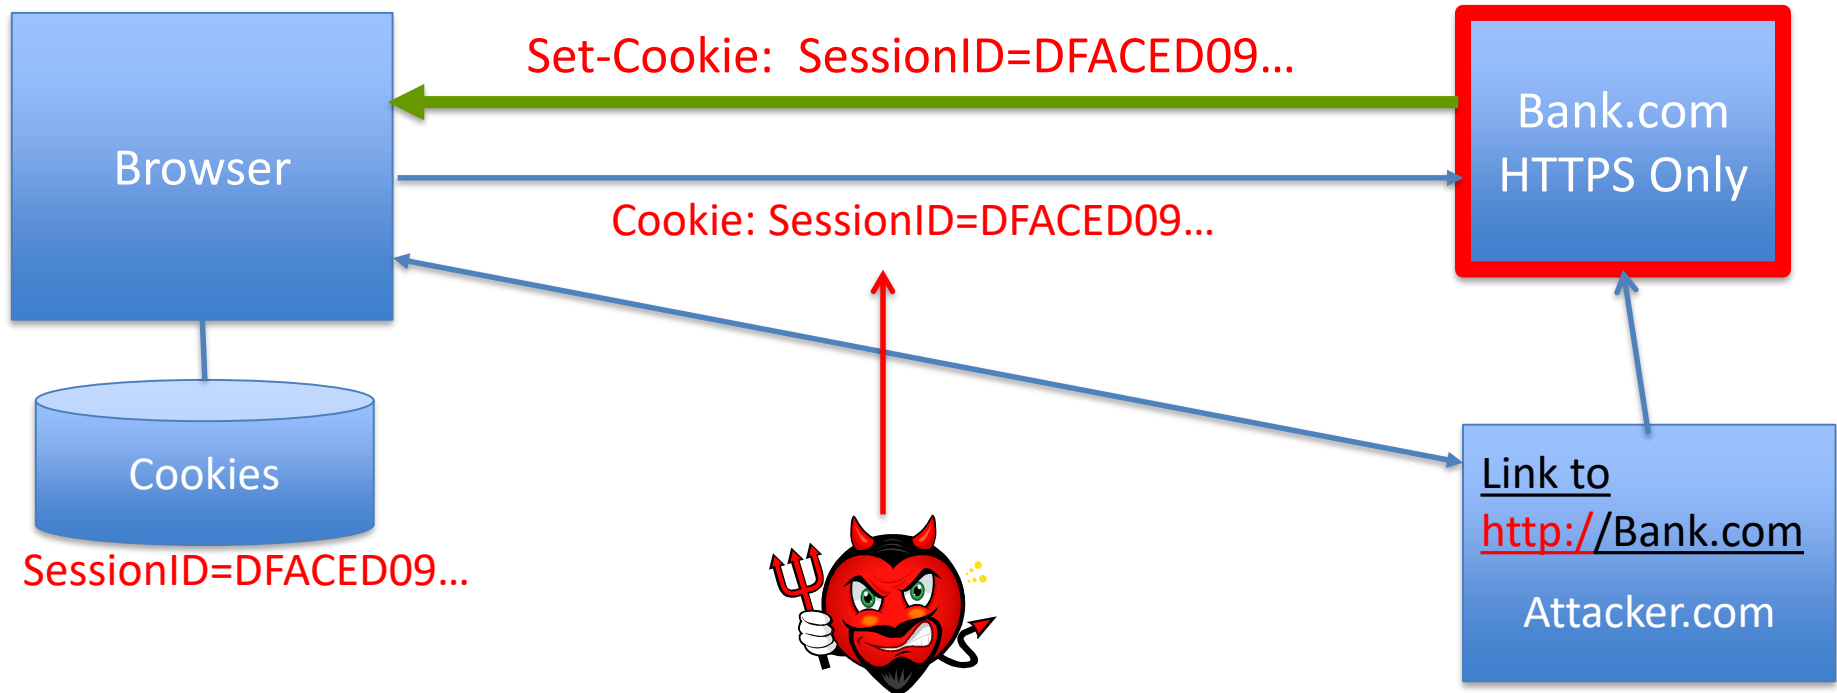 Set-Cookie:  SessionID=DFACED09...
Browser
Bank.com
HTTPS Only
Cookie: SessionID=DFACED09...
Cookies
SessionID=DFACED09...
Link to
http://Bank.com
Attacker.com